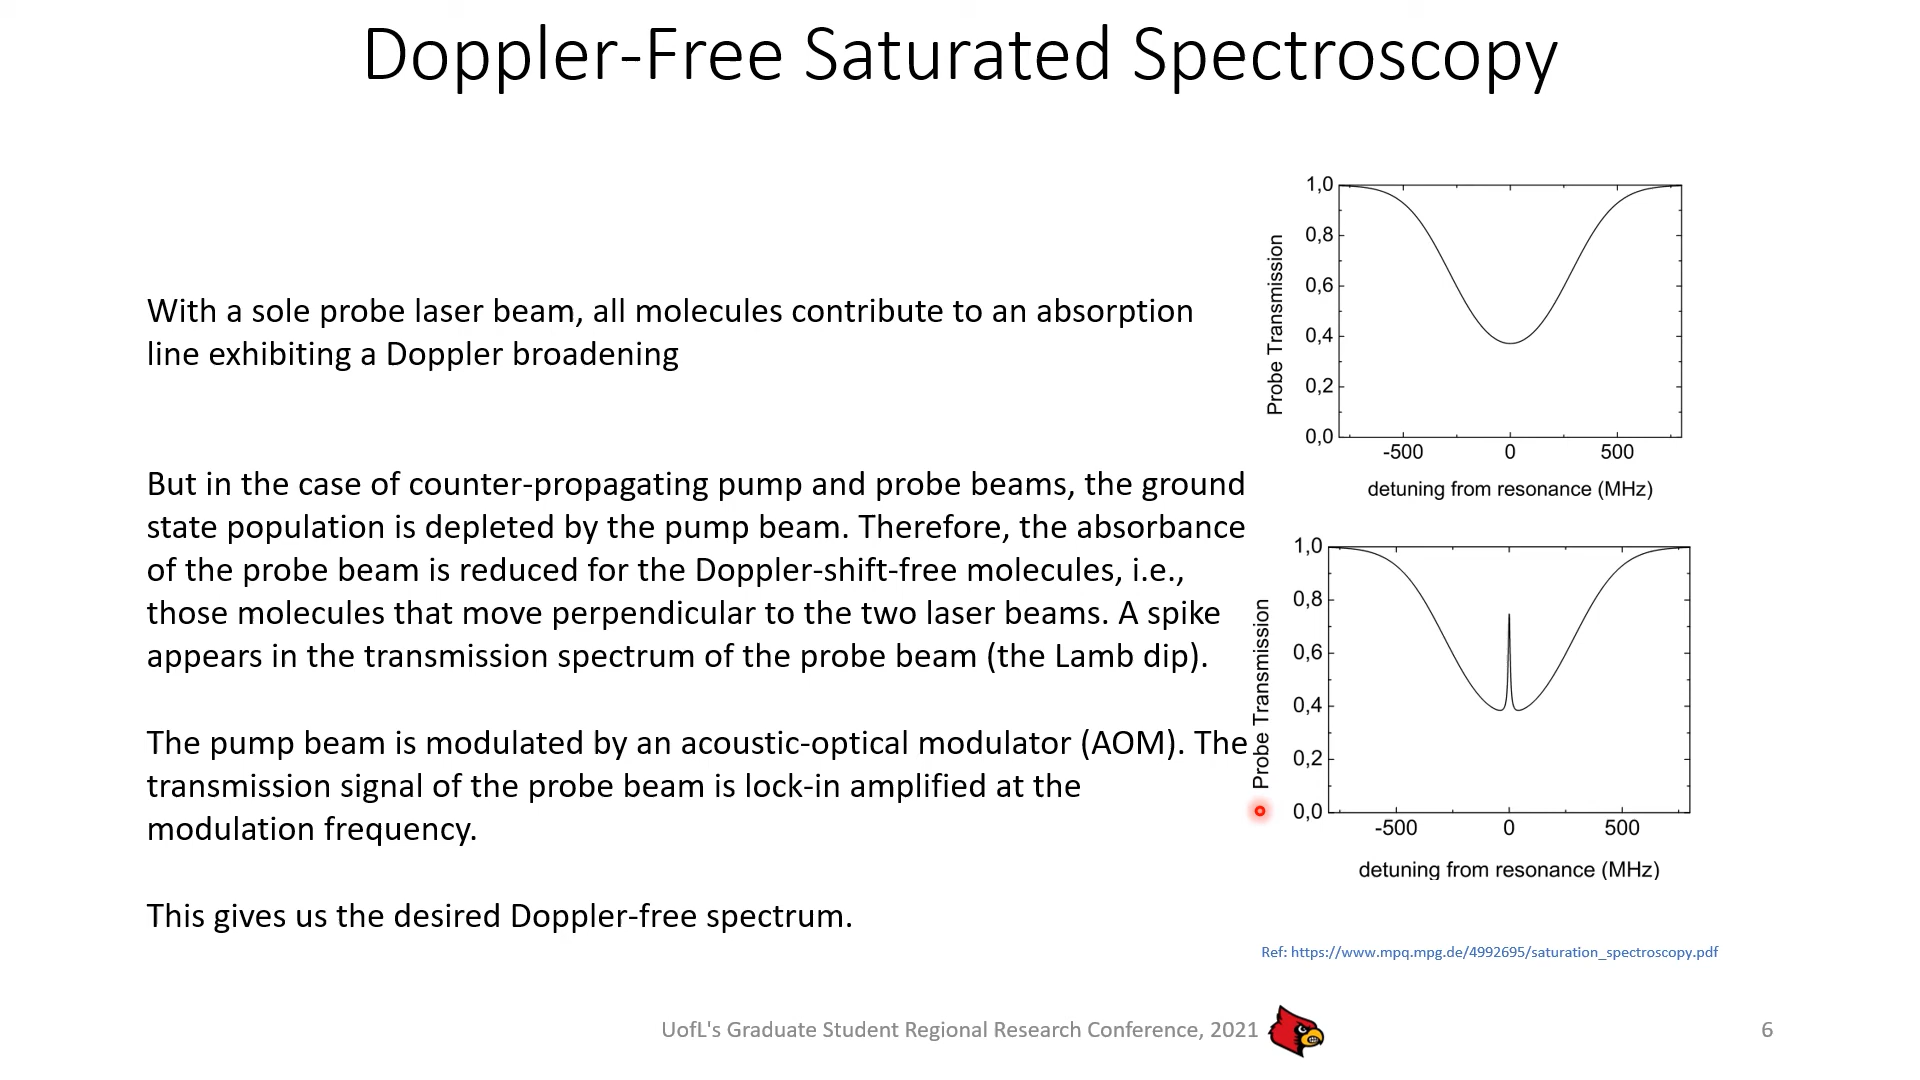 Doppler-Free Saturated Spectroscopy
With a sole probe laser beam, all molecules contribute to an absorption
line exhibiting a Doppler broadening
But in the case of counter-propagating pump and probe beams, the ground
state population is depleted by the pump beam. Therefore, the absorbance
of the probe beam is reduced for the Doppler-shift-free molecules, i.e.,
those molecules that move perpendicular to the two laser beams. A spike
appears in the transmission spectrum of the probe beam (the Lamb dip).
The pump beam is modulated by an acoustic-optical modulator (AOM). The
transmission signal of the probe beam is lock-in amplified at the
modulation frequency.
This gives us the desired Doppler-free spectrum.
Probe Transmission
1,0
0,8
0,6
0,4
0,2
0,0
-500 0 500
detuning from resonance (MHz)
Probe Transmission
1,0
0,8
0,6
0,4
0,2
0,0
-500 0 500
detuning from resonance (MHz)
Ref: https://www.mpq.mpg.de/4992695/saturation_spectroscopy.pdf
UofL's Graduate Student Regional Research Conference, 2021
6